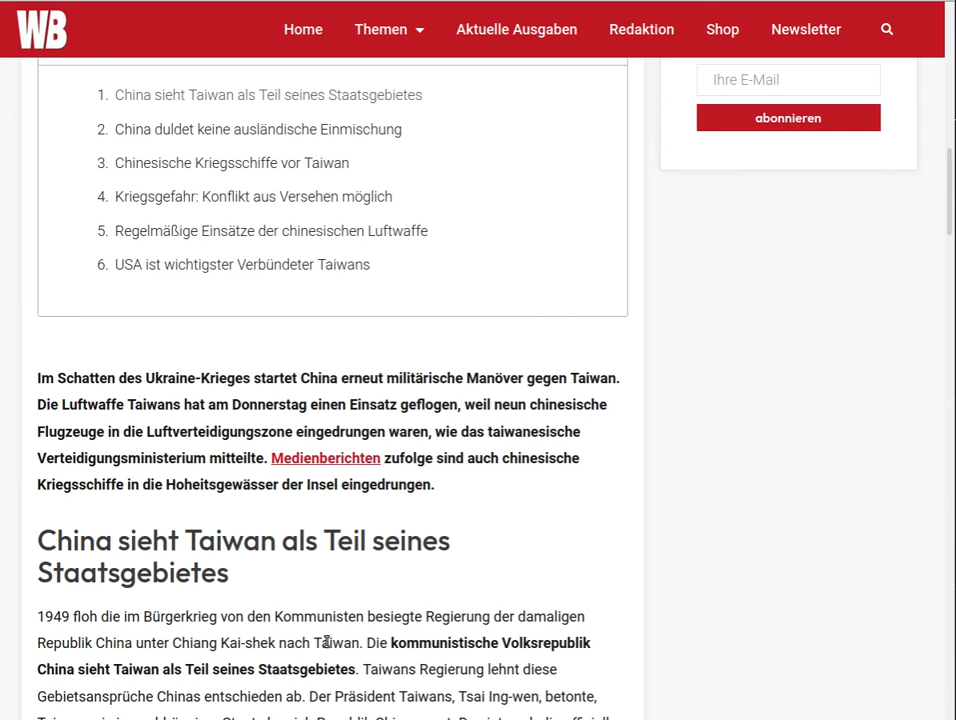 WB
Home Themen Aktuelle Ausgaben Redaktion Shop Newsletter
Ihre E-Mail
abonnieren
1. China sieht Taiwan als Teil seines Staatsgebietes
2. China duldet keine ausländische Einmischung
3. Chinesische Kriegsschiffe vor Taiwan
4. Kriegsgefahr: Konflikt aus Versehen möglich
5. Regelmäßige Einsätze der chinesischen Luftwaffe
6. USA ist wichtigster Verbündeter Taiwans
Im Schatten des Ukraine-Krieges startet China erneut militärische Manöver gegen Taiwan.
Die Luftwaffe Taiwans hat am Donnerstag einen Einsatz geflogen, weil neun chinesische
Flugzeuge in die Luftverteidigungszone eingedrungen waren, wie das taiwanesische
Verteidigungsministerium mitteilte. Medienberichten zufolge sind auch chinesische
Kriegsschiffe in die Hoheitsgewässer der Insel eingedrungen.
China sieht Taiwan als Teil seines
Staatsgebietes
1949 floh die im Bürgerkrieg von den Kommunisten besiegte Regierung der damaligen
Republik China unter Chiang Kai-shek nach Taiwan. Die kommunistische Volksrepublik
China sieht Taiwan als Teil seines Staatsgebietes. Taiwans Regierung lehnt diese
Gebietsansprüche Chinas entschieden ab. Der Präsident Taiwans, Tsai Ing-wen, betonte,